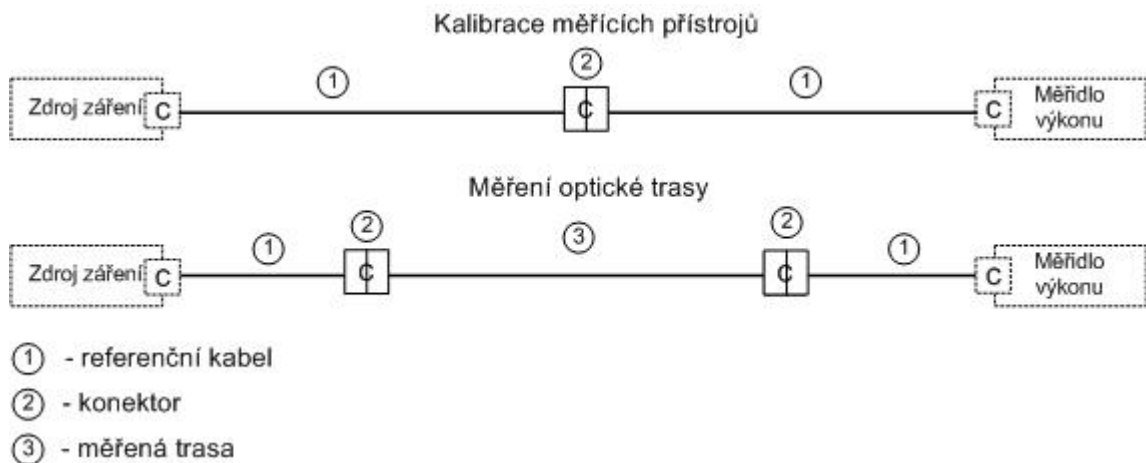 Kalibrace měřících přístrojů
1
2
1
Zdroj záření
C
C
C
Měřidlo
výkonu
Měření optické trasy
1
2
3
2
1
Zdroj záření
C
C
C
C
Měřidlo
výkonu
1 - referenční kabel
2 - konektor
3 - měřená trasa